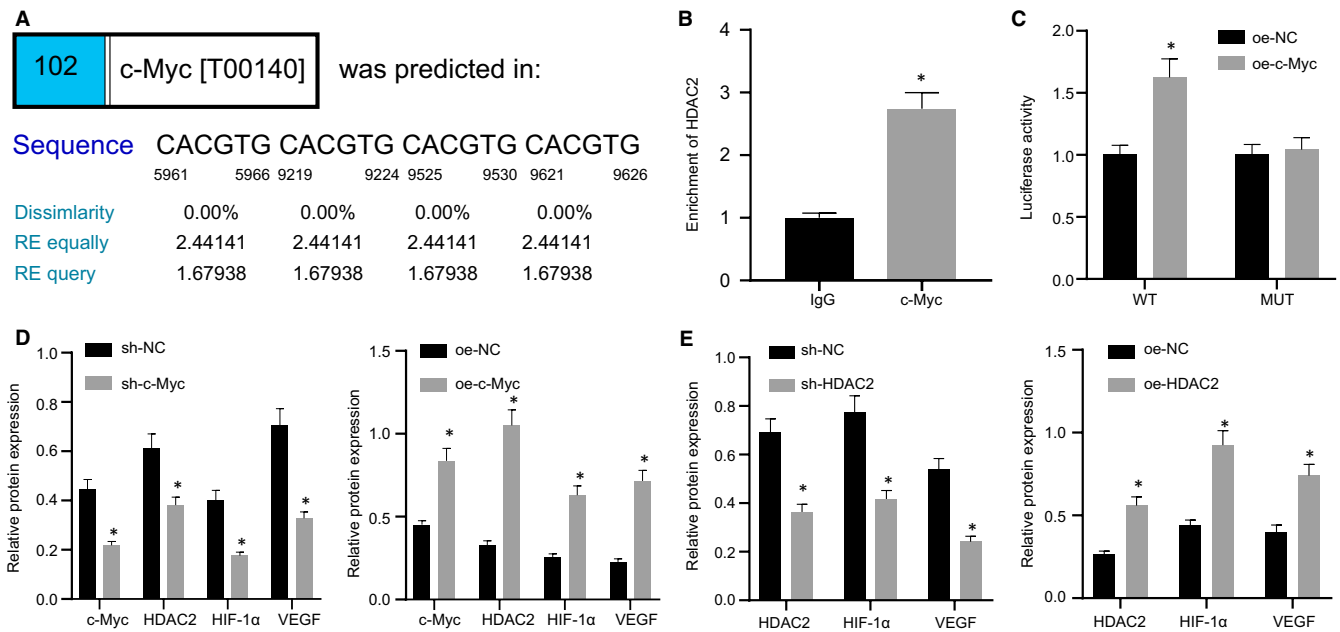 A
102 c-Myc [T00140] was predicted in:
Sequence CACGTG CACGTG CACGTG CACGTG
5961 5966 9219 9224 9525 9530 9621 9626
Dissimlarity 0.00% 0.00% 0.00% 0.00%
RE equally 2.44141 2.44141 2.44141 2.44141
RE query 1.67938 1.67938 1.67938 1.67938
B
Enrichment of HDAC2
4
3
2
1
0
*
IgG c-Myc
C
Luciferase activity
2.0
1.5
1.0
0.5
0.0
oe-NC
oe-c-Myc
*
WT MUT
D
Relative protein expression
1.0
0.8
0.6
0.4
0.2
0.0
sh-NC
sh-c-Myc
* * * *
c-Myc HDAC2 HIF-1α VEGF
Relative protein expression
1.5
1.0
0.5
0.0
oe-NC
oe-c-Myc
* * * *
c-Myc HDAC2 HIF-1α VEGF
E
Relative protein expression
1.0
0.8
0.6
0.4
0.2
0.0
sh-NC
sh-HDAC2
* * *
HDAC2 HIF-1α VEGF
Relative protein expression
1.5
1.0
0.5
0.0
oe-NC
oe-HDAC2
* * *
HDAC2 HIF-1α VEGF